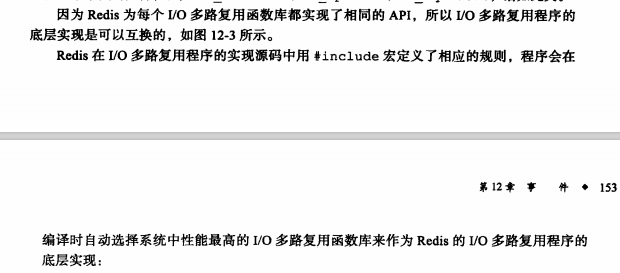 因为 Redis 为每个 I/O 多路复用函数库都实现了相同的 API，所以 I/O 多路复用程序的
底层实现是可以互换的，如图 12-3 所示。
Redis 在 I/O 多路复用程序的实现源码中用 #include 宏定义了相应的规则，程序会在
第 12 章 事 件 ◆ 153
编译时自动选择系统中性能最高的 I/O 多路复用函数库来作为 Redis 的 I/O 多路复用程序的
底层实现：